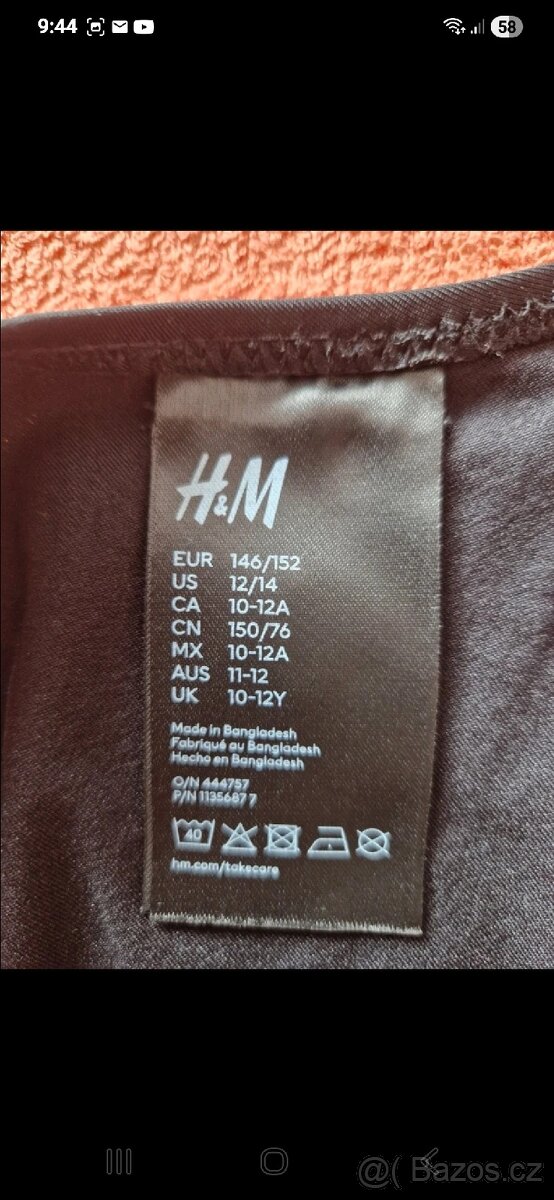 9:44
58
H&M
EUR 146/152
US 12/14
CA 10-12A
CN 150/76
MX 10-12A
AUS 11-12
UK 10-12Y
Made in Bangladesh
Fabriqué au Bangladesh
Hecho en Bangladesh
O/N 444757
P/N 11356877
40
hm.com/takecare
@( Bazos.cz